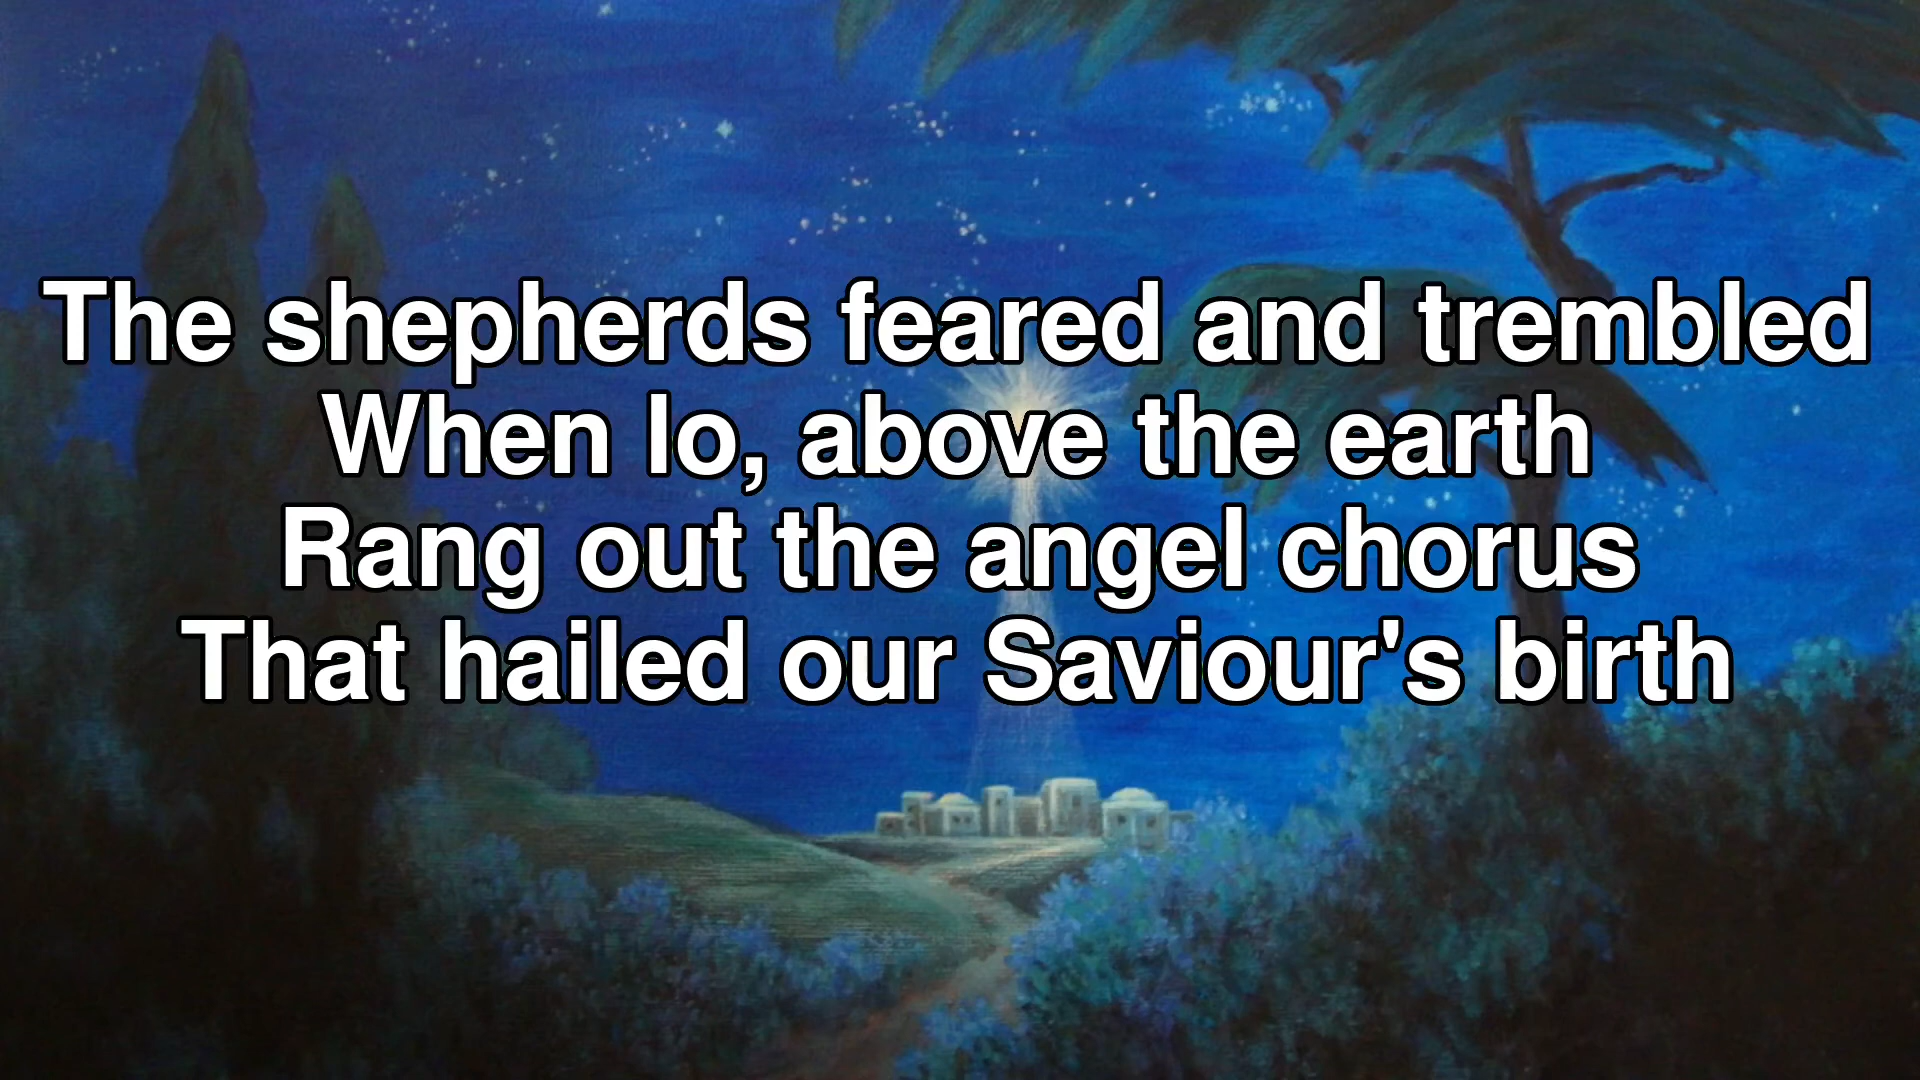 The shepherds feared and trembled
When lo, above the earth
Rang out the angel chorus
That hailed our Saviour's birth